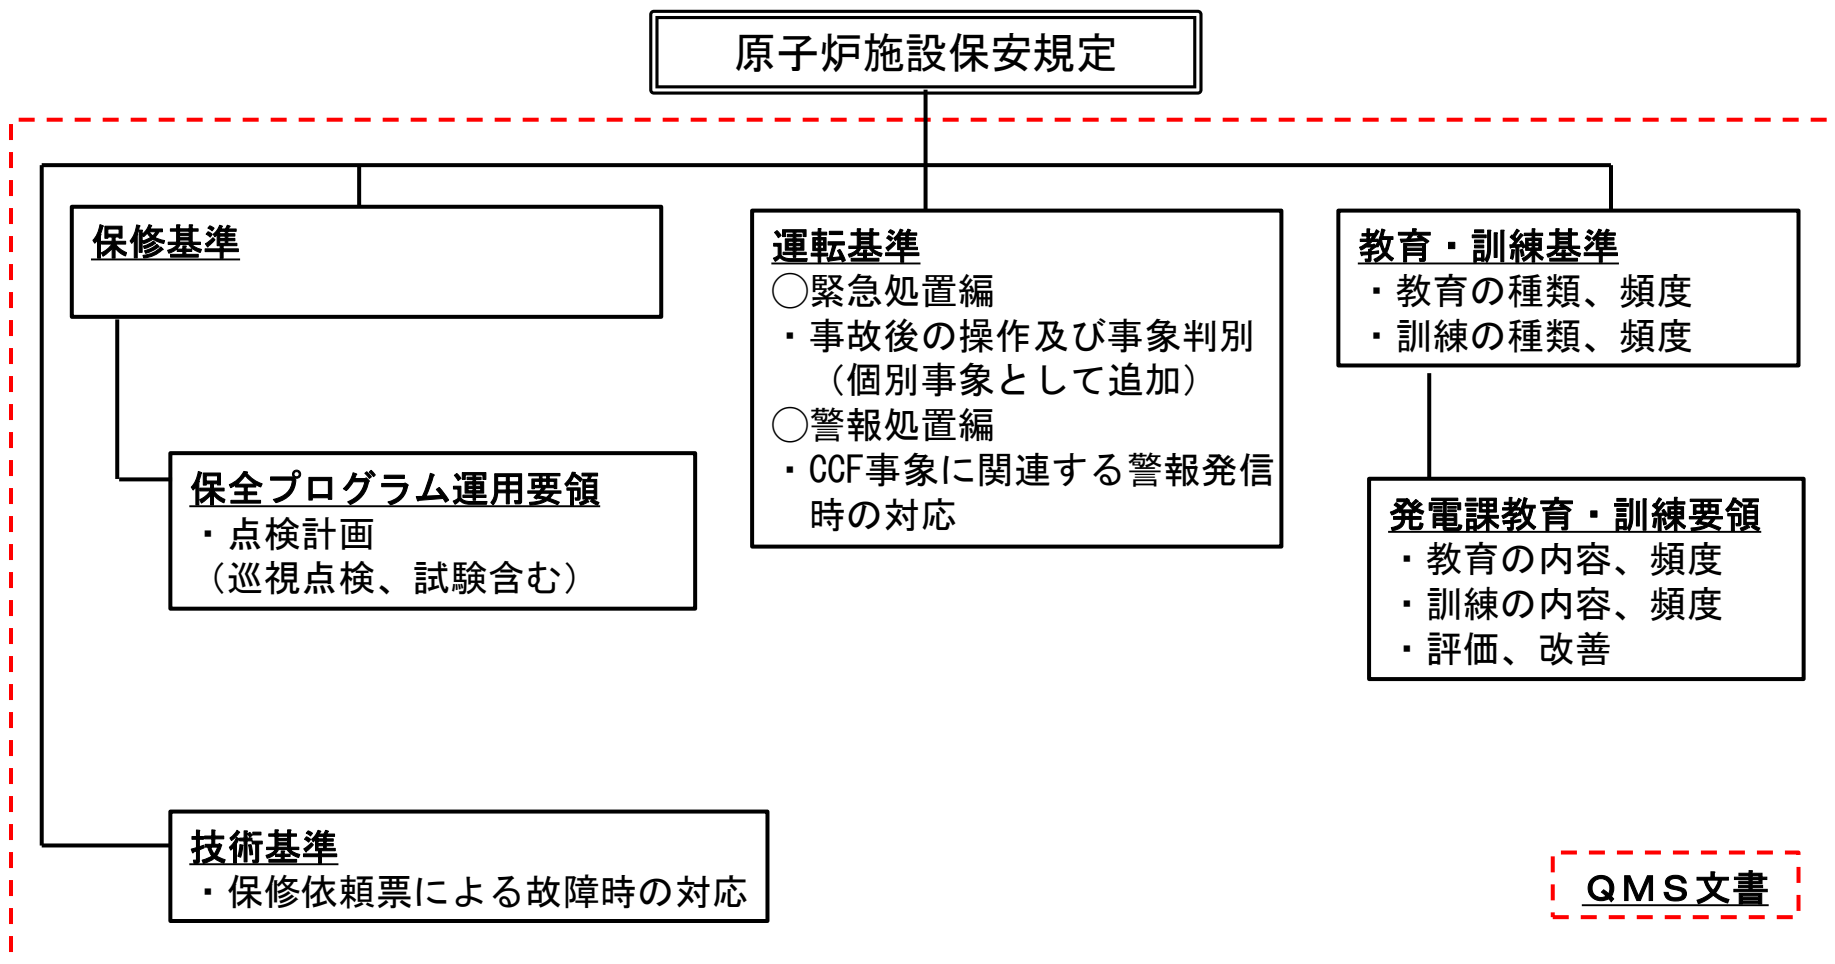 原子炉施設保安規定
保修基準
運転基準
◯緊急処置編
・事故後の操作及び事象判別
（個別事象として追加）
◯警報処置編
・CCF事象に関連する警報発信
時の対応
教育・訓練基準
・教育の種類、頻度
・訓練の種類、頻度
保全プログラム運用要領
・点検計画
（巡視点検、試験含む）
発電課教育・訓練要領
・教育の内容、頻度
・訓練の内容、頻度
・評価、改善
技術基準
・保修依頼票による故障時の対応
ＱＭＳ文書